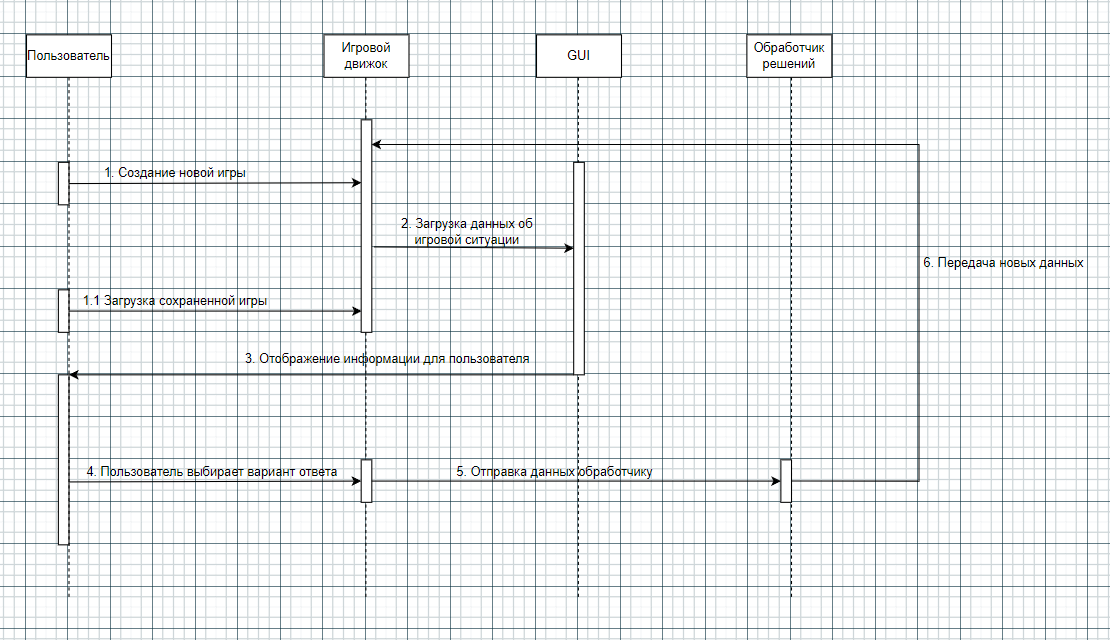 Пользователь
Игровой
движок
GUI
Обработчик
решений
1. Создание новой игры
2. Загрузка данных об
игровой ситуации
6. Передача новых данных
1.1 Загрузка сохраненной игры
3. Отображение информации для пользователя
4. Пользователь выбирает вариант ответа
5. Отправка данных обработчику